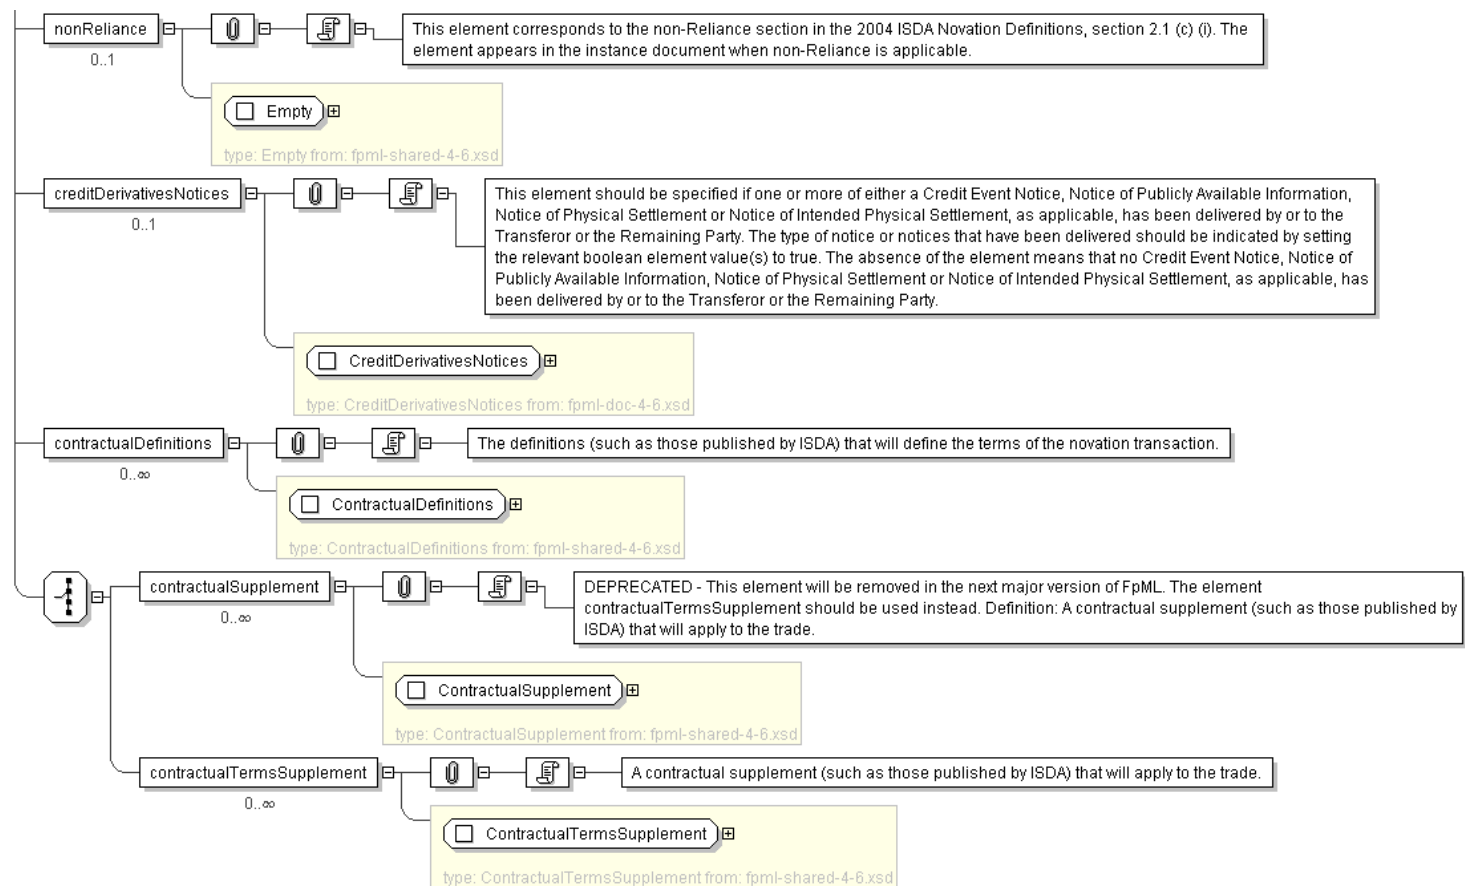 nonReliance
This element corresponds to the non-Reliance section in the 2004 ISDA Novation Definitions, section 2.1 (c) (i). The
element appears in the instance document when non-Reliance is applicable.
0..1
Empty
type: Empty from: fpml-shared-4-6.xsd
creditDerivativesNotices
This element should be specified if one or more of either a Credit Event Notice, Notice of Publicly Available Information,
Notice of Physical Settlement or Notice of Intended Physical Settlement, as applicable, has been delivered by or to the
Transferor or the Remaining Party. The type of notice or notices that have been delivered should be indicated by setting
the relevant boolean element value(s) to true. The absence of the element means that no Credit Event Notice, Notice of
Publicly Available Information, Notice of Physical Settlement or Notice of Intended Physical Settlement, as applicable, has
been delivered by or to the Transferor or the Remaining Party.
0..1
CreditDerivativesNotices
type: CreditDerivativesNotices from: fpml-doc-4-6.xsd
contractualDefinitions
The definitions (such as those published by ISDA) that will define the terms of the novation transaction.
0..∞
ContractualDefinitions
type: ContractualDefinitions from: fpml-shared-4-6.xsd
contractualSupplement
DEPRECATED - This element will be removed in the next major version of FpML. The element
contractualTermsSupplement should be used instead. Definition: A contractual supplement (such as those published by
ISDA) that will apply to the trade.
0..∞
ContractualSupplement
type: ContractualSupplement from: fpml-shared-4-6.xsd
contractualTermsSupplement
A contractual supplement (such as those published by ISDA) that will apply to the trade.
0..∞
ContractualTermsSupplement
type: ContractualTermsSupplement from: fpml-shared-4-6.xsd